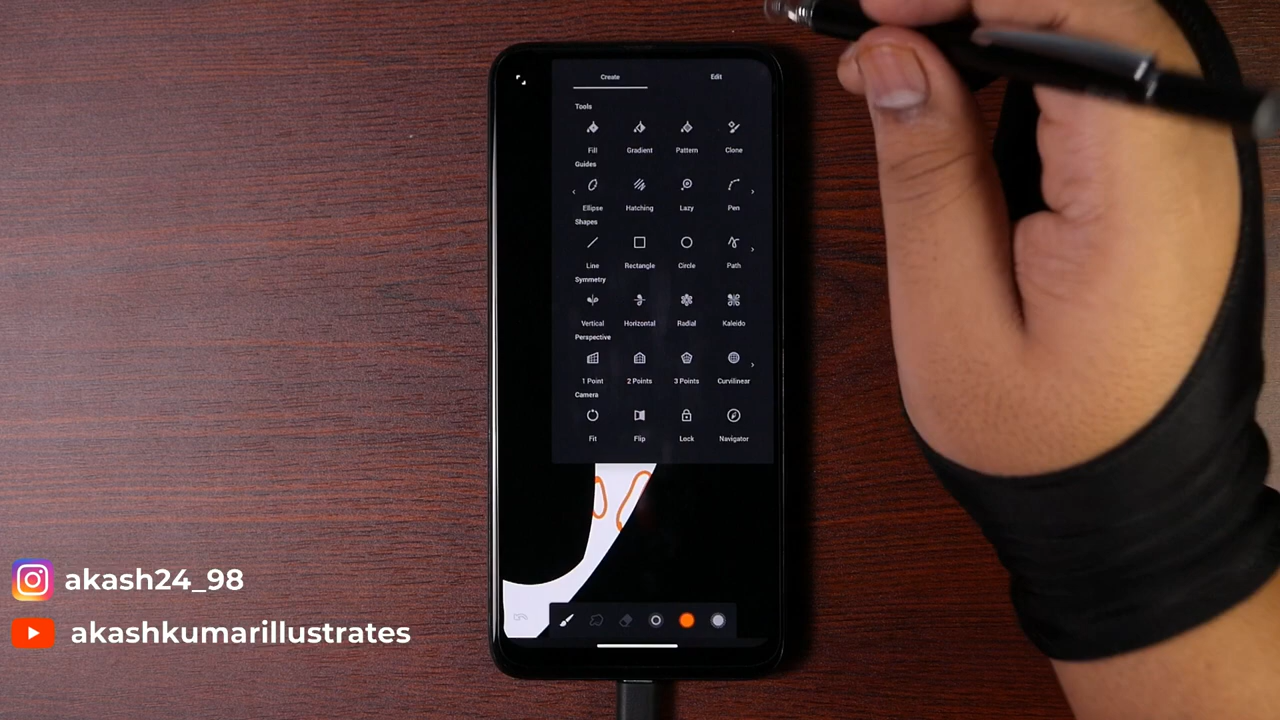 Create Edit
Tools
Fill Gradient Pattern Clone
Guides
Ellipse Hatching Lazy Pen
Shapes
Line Rectangle Circle Path
Symmetry
Vertical Horizontal Radial Kaleido
Perspective
1 Point 2 Points 3 Points Curvilinear
Camera
Fit Flip Lock Navigator
akash24_98
akashkumarillustrates